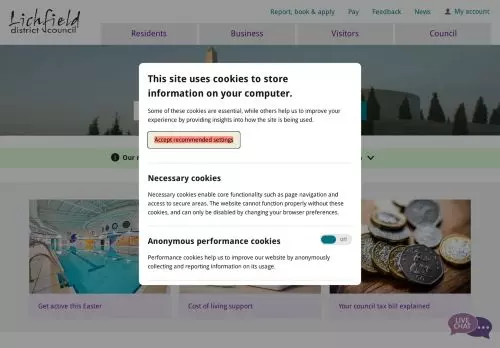 Lichfield
district council
Report, book & apply
Pay
Feedback
News
My account
Residents
Business
Visitors
Council
This site uses cookies to store
information on your computer.
Some of these cookies are essential, while others help us to improve your
experience by providing insights into how the site is being used.
Accept recommended settings
Necessary cookies
Necessary cookies enable core functionality such as page navigation and
access to secure areas. The website cannot function properly without these
cookies, and can only be disabled by changing your browser preferences.
Anonymous performance cookies
Off
Performance cookies help us to improve our website by anonymously
collecting and reporting information on its usage.
Our
Get active this Easter
Cost of living support
Your council tax bill explained
LIVE
CHAT